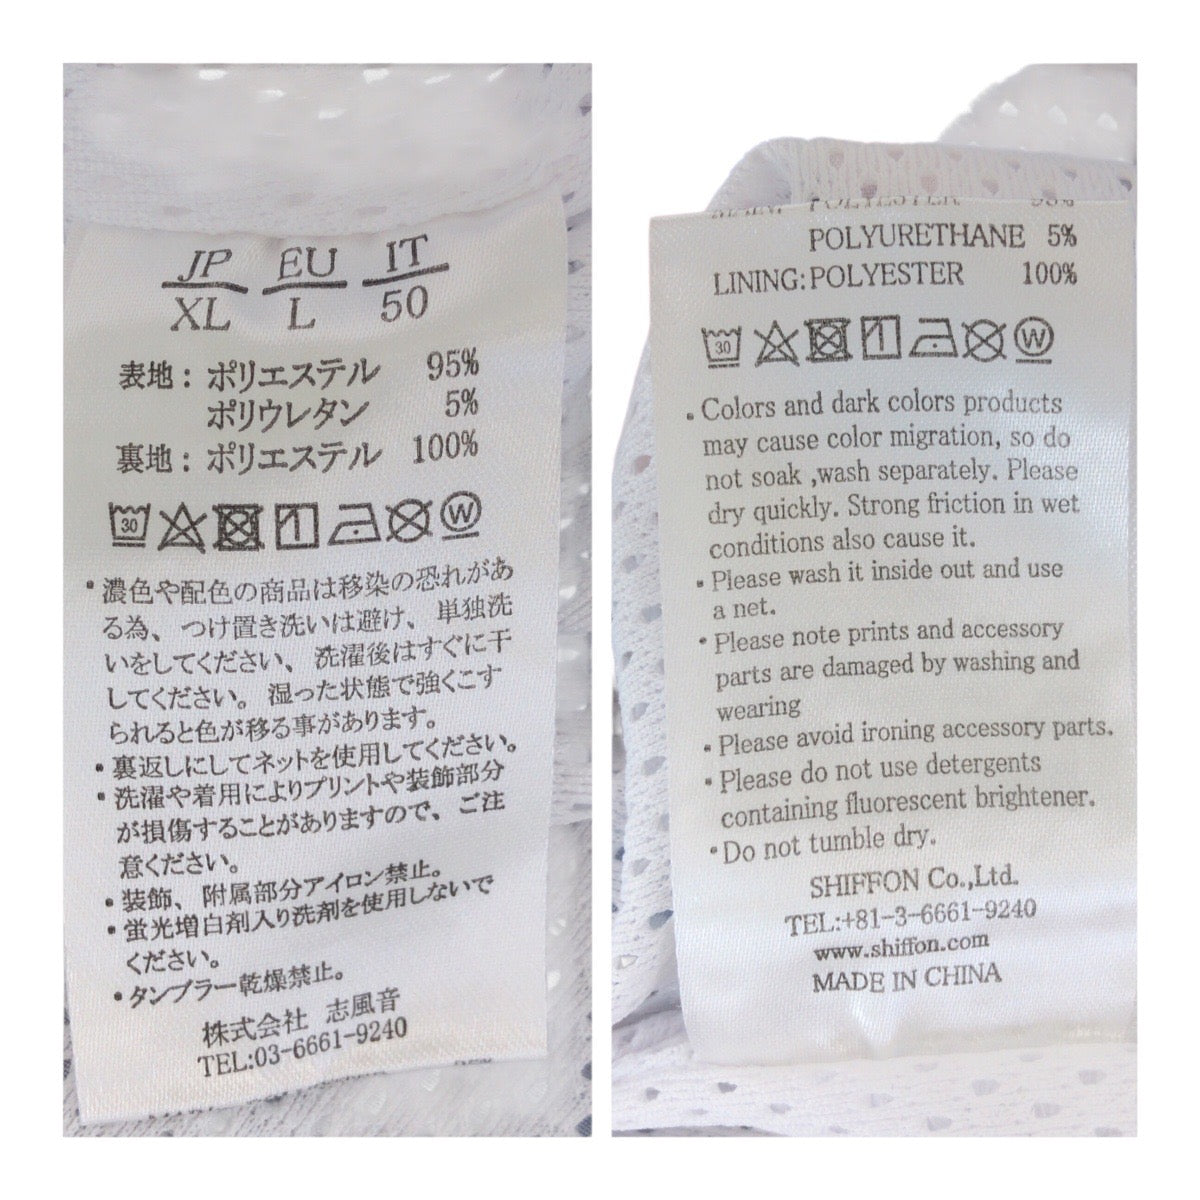 JP EU IT
XL L 50
表地：ポリエステル 95%
ポリウレタン 5%
裏地：ポリエステル 100%
30 W
・濃色や配色の商品は移染の恐れがあ
る為、つけ置き洗いは避け、単独洗
いをしてください、洗濯後はすぐに干
してください。湿った状態で強くこす
られると色が移る事があります。
・裏返しにしてネットを使用してください。
・洗濯や着用によりプリントや装飾部分
が損傷することがありますので、ご注
意ください。
・装飾、附属部分アイロン禁止。
・蛍光増白剤入り洗剤を使用しないで
ください。
・タンブラー乾燥禁止。
株式会社 志風音
TEL:03-6661-9240
POLYESTER 95%
POLYURETHANE 5%
LINING:POLYESTER 100%
30 W
・Colors and dark colors products
may cause color migration, so do
not soak ,wash separately. Please
dry quickly. Strong friction in wet
conditions also cause it.
・Please wash it inside out and use
a net.
・Please note prints and accessory
parts are damaged by washing and
wearing
・Please avoid ironing accessory parts.
・Please do not use detergents
containing fluorescent brightener.
・Do not tumble dry.
SHIFFON Co.,Ltd.
TEL:+81-3-6661-9240
www.shiffon.com
MADE IN CHINA